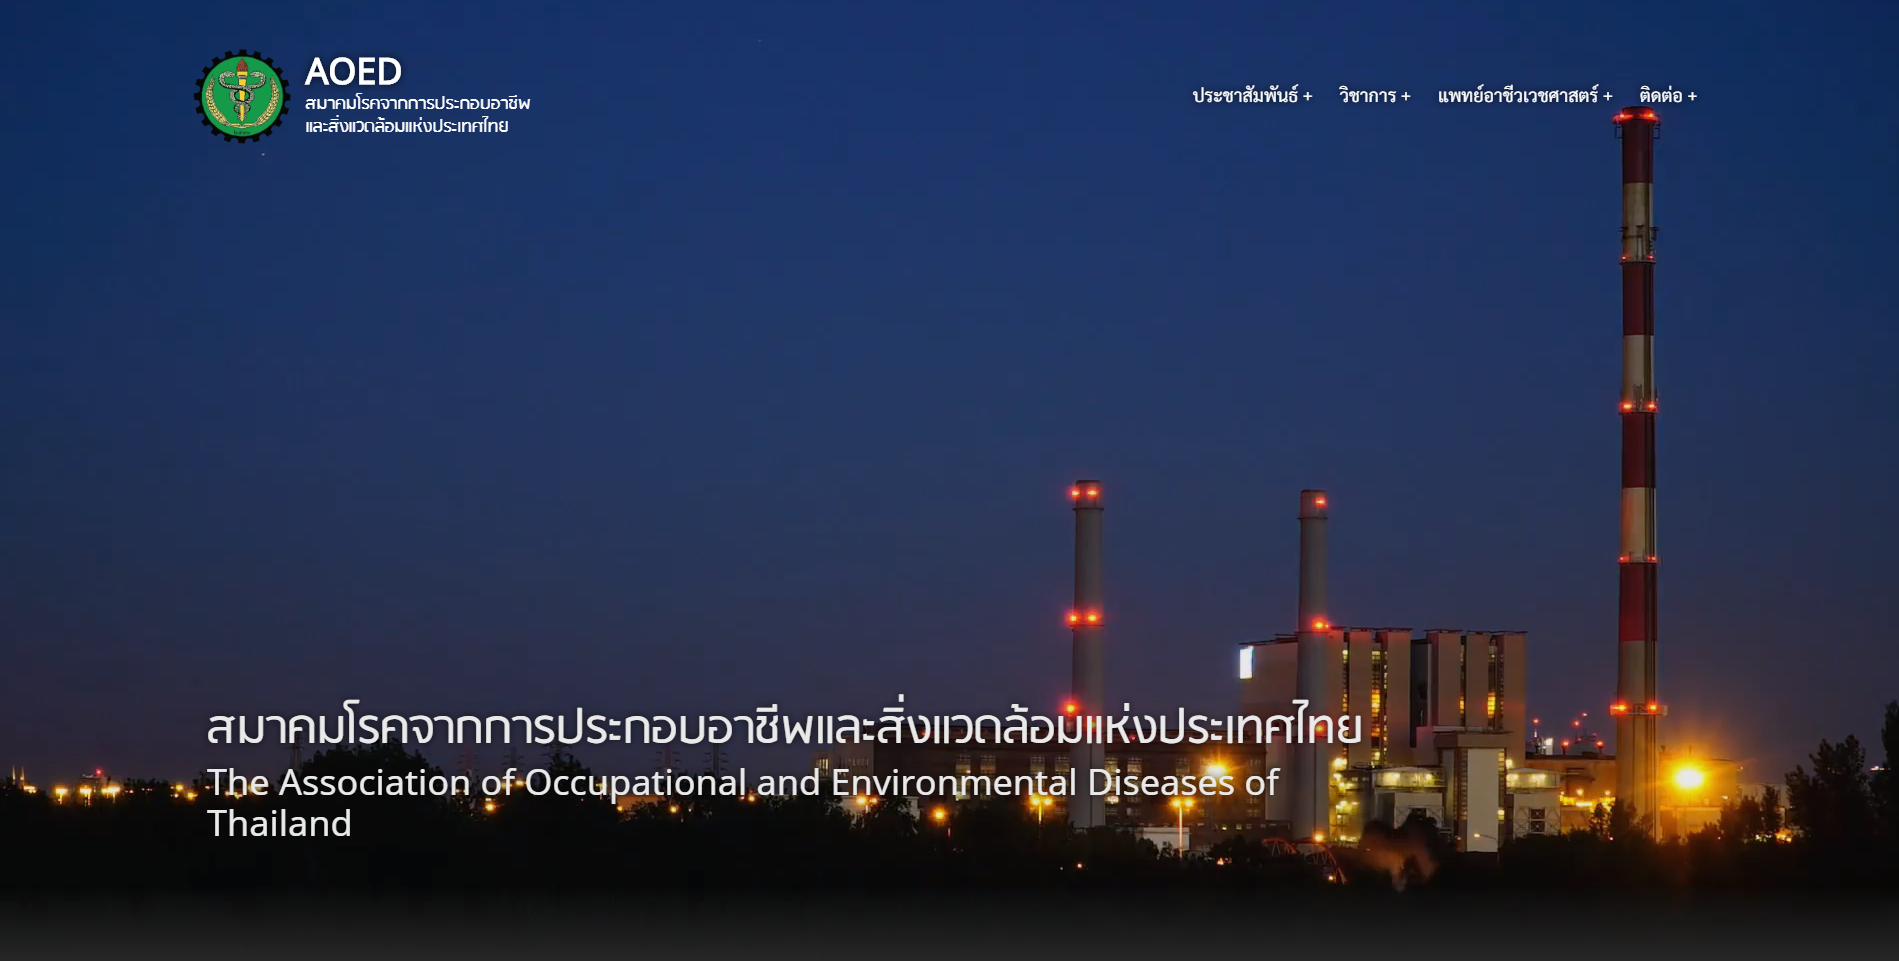 AOED
สมาคมโรคจากการประกอบอาชีพ
และสิ่งแวดล้อมแห่งประเทศไทย
ประชาสัมพันธ์ + วิชาการ + แพทย์อาชีวเวชศาสตร์ + ติดต่อ +
สมาคมโรคจากการประกอบอาชีพและสิ่งแวดล้อมแห่งประเทศไทย
The Association of Occupational and Environmental Diseases of
Thailand